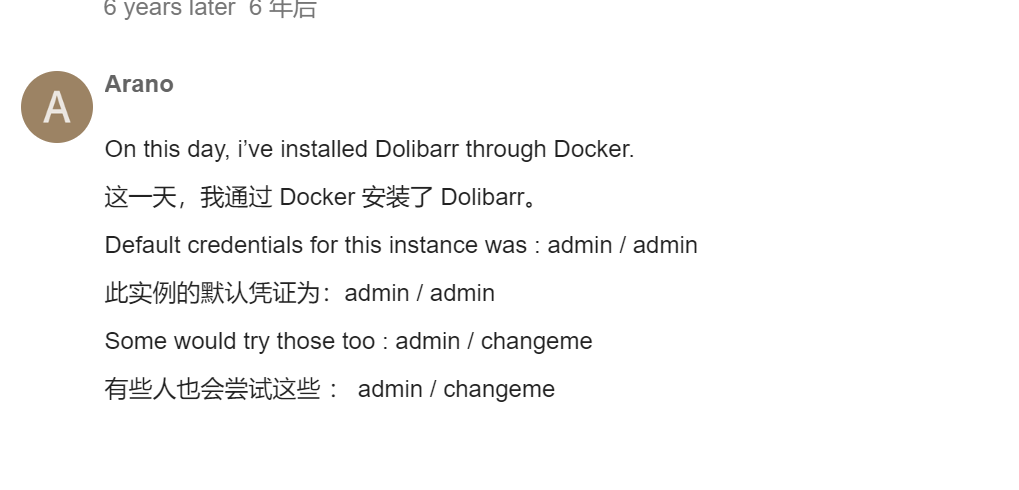 6 years later 6 年后
A
Arano
On this day, i’ve installed Dolibarr through Docker.
这一天，我通过 Docker 安装了 Dolibarr。
Default credentials for this instance was : admin / admin
此实例的默认凭证为：admin / admin
Some would try those too : admin / changeme
有些人也会尝试这些 ： admin / changeme